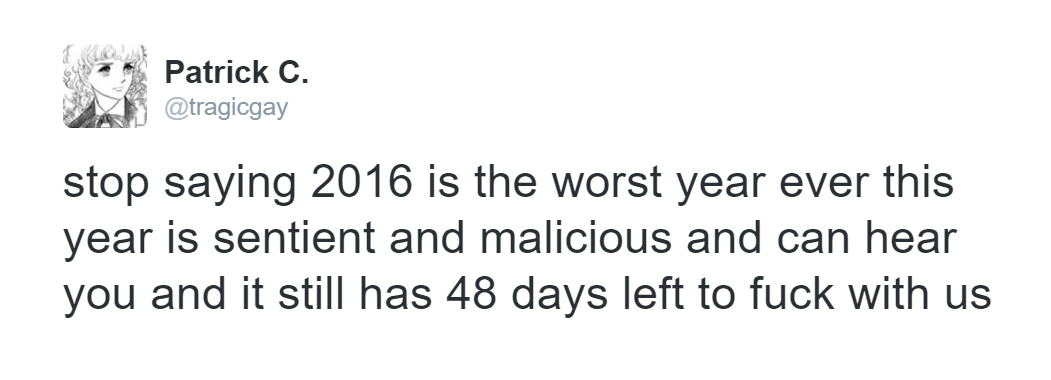 Patrick C.
@tragicgay
stop saying 2016 is the worst year ever this
year is sentient and malicious and can hear
you and it still has 48 days left to fuck with us